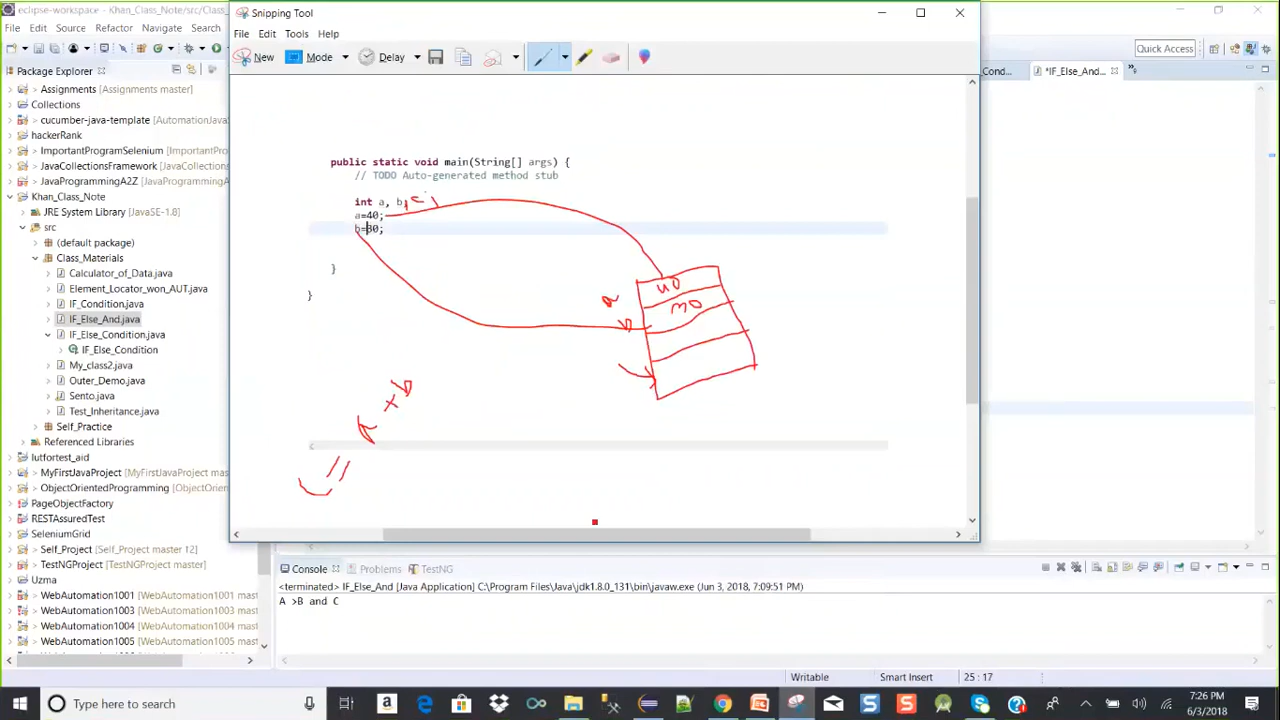 eclipse-workspace - Khan_Class_Note/src/
File Edit Source Refactor Navigate Search
Quick Access
Package Explorer
Assignments [Assignments master]
Collections
cucumber-java-template [AutomationJava
hackerRank
ImportantProgramSelenium [ImportantPro
JavaCollectionsFramework [JavaCollection
JavaProgrammingA2Z [JavaProgrammingA2Z
Khan_Class_Note
JRE System Library [JavaSE-1.8]
src
(default package)
Class_Materials
Calculator_of_Data.java
Element_Locator_won_AUT.java
IF_Condition.java
IF_Else_And.java
IF_Else_Condition.java
IF_Else_Condition
My_class2.java
Outer_Demo.java
Sento.java
Test_Inheritance.java
Self_Practice
Referenced Libraries
lutfortest_aid
MyFirstJavaProject [MyFirstJavaProject m
ObjectOrientedProgramming [ObjectOrien
PageObjectFactory
RESTAssuredTest
SeleniumGrid
Self_Project [Self_Project master 12]
TestNGProject [TestNGProject master]
Uzma
WebAutomation1001 [WebAutomation1001 mast
WebAutomation1003 [WebAutomation1003 mast
WebAutomation1004 [WebAutomation1004 mast
WebAutomation1005 [WebAutomation1005 mast
Snipping Tool
File Edit Tools Help
New Mode Delay
public static void main(String[] args) {
// TODO Auto-generated method stub
int a, b, c;
a=40;
b=30;
}
}
40
a
30
b
c = a + b
Cond...
*IF_Else_And....
Console Problems TestNG
<terminated> IF_Else_And [Java Application] C:\Program Files\Java\jdk1.8.0_131\bin\javaw.exe (Jun 3, 2018, 7:09:51 PM)
A >B and C
Writable Smart Insert 25 : 17
Type here to search
7:26 PM
6/3/2018